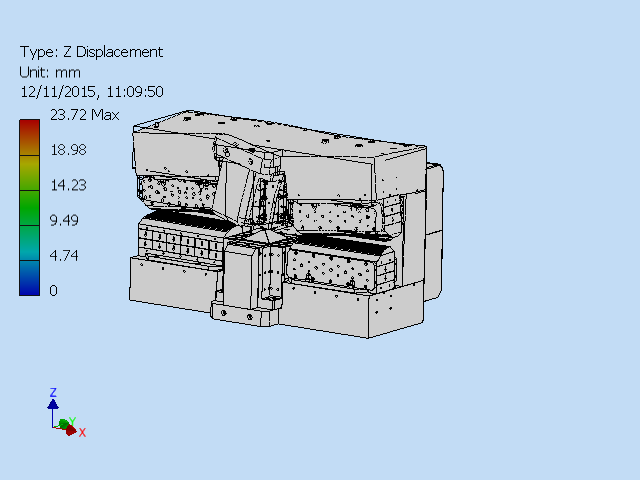 Type: Z Displacement
Unit: mm
12/11/2015, 11:09:50
23.72 Max
18.98
14.23
9.49
4.74
0
Z
Y
X